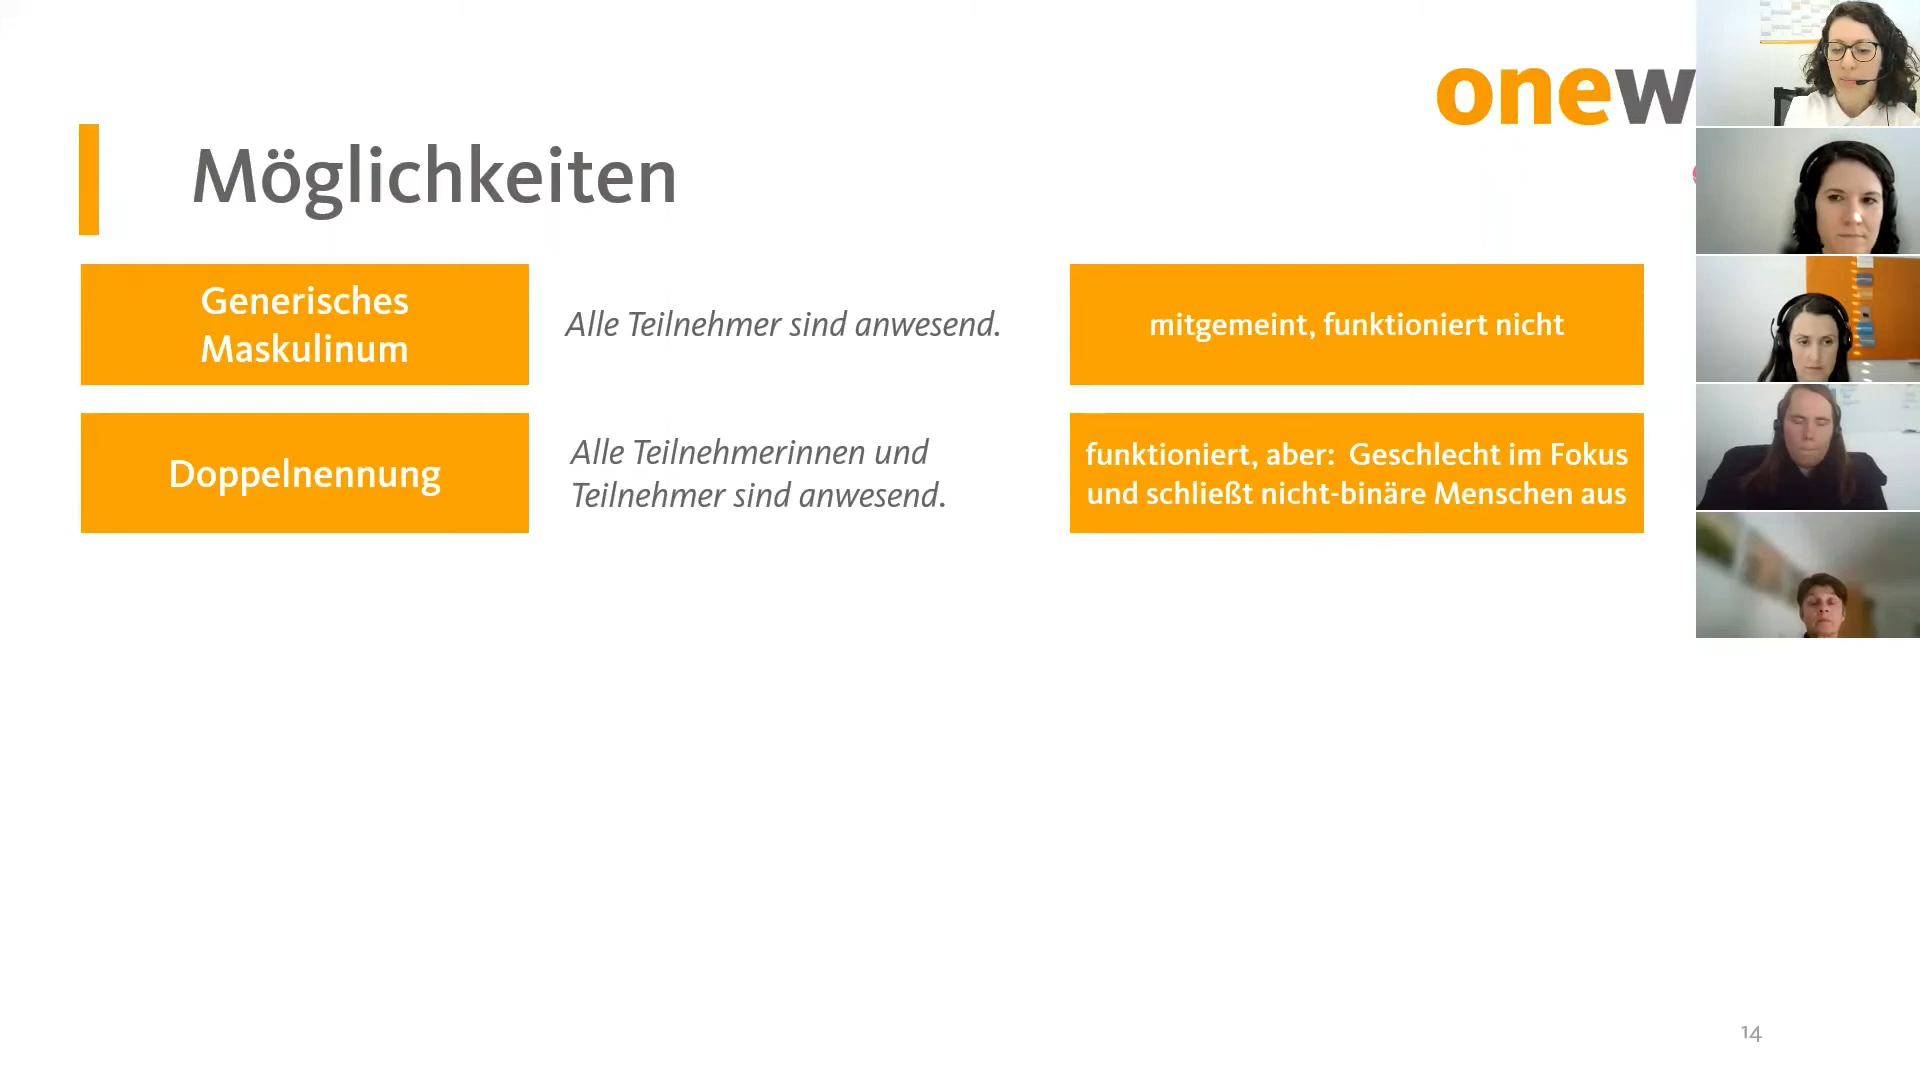 onew
Möglichkeiten
Generisches
Maskulinum
Alle Teilnehmer sind anwesend.
mitgemeint, funktioniert nicht
Doppelnennung
Alle Teilnehmerinnen und
Teilnehmer sind anwesend.
funktioniert, aber: Geschlecht im Fokus
und schließt nicht-binäre Menschen aus
14